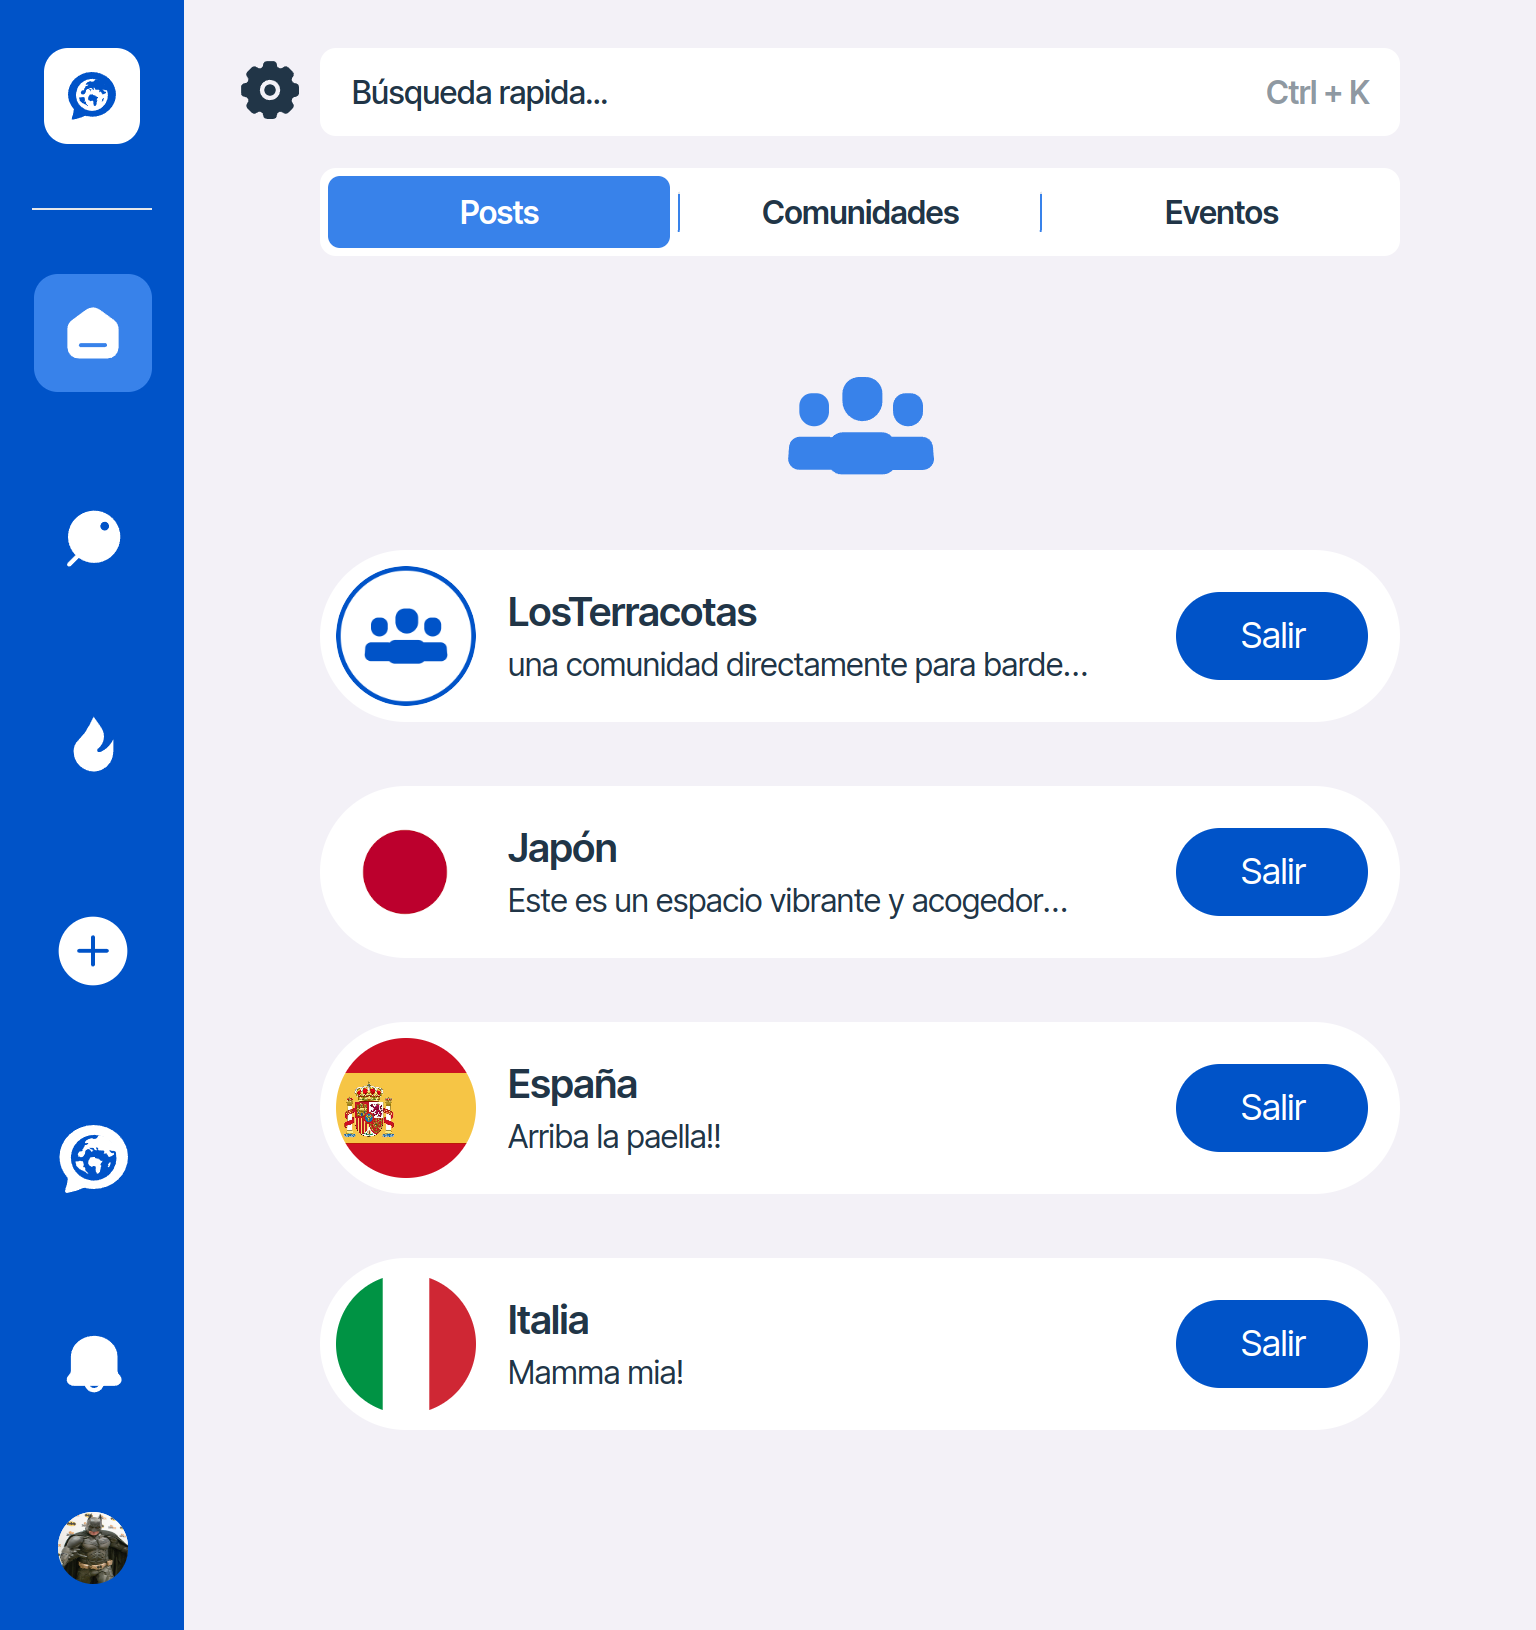 Búsqueda rapida...
Ctrl + K
Posts
Comunidades
Eventos
LosTerracotas
una comunidad directamente para barde...
Salir
Japón
Este es un espacio vibrante y acogedor...
Salir
España
Arriba la paella!!
Salir
Italia
Mamma mia!
Salir